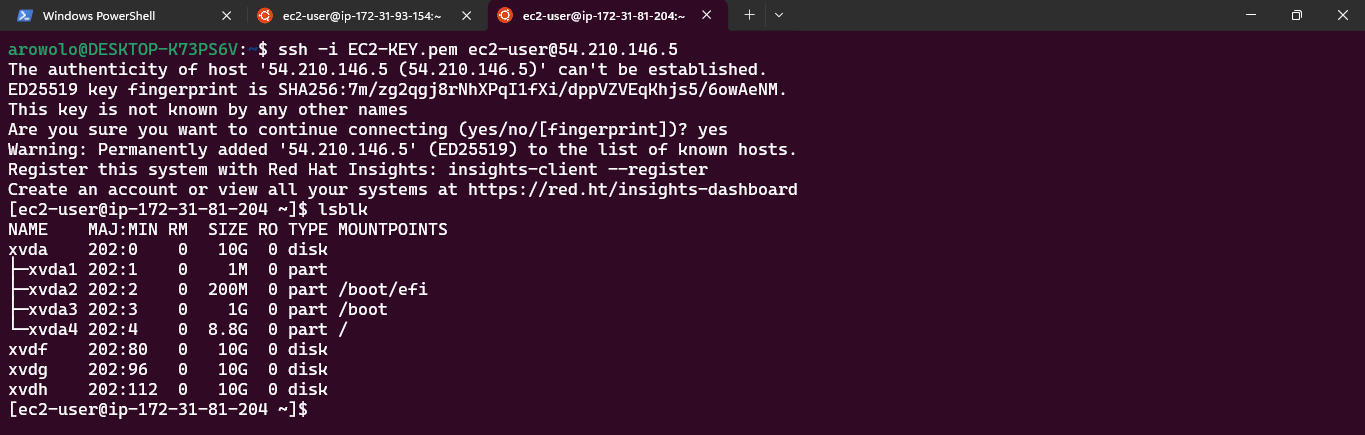 Windows PowerShell
ec2-user@ip-172-31-93-154:~
ec2-user@ip-172-31-81-204:~
arowolo@DESKTOP-K73PS6V:~$ ssh -i EC2-KEY.pem ec2-user@54.210.146.5
The authenticity of host '54.210.146.5 (54.210.146.5)' can't be established.
ED25519 key fingerprint is SHA256:7m/zg2qgj8rNhXPqI1fXi/dppVZVEqKhjs5/6owAeNM.
This key is not known by any other names
Are you sure you want to continue connecting (yes/no/[fingerprint])? yes
Warning: Permanently added '54.210.146.5' (ED25519) to the list of known hosts.
Register this system with Red Hat Insights: insights-client --register
Create an account or view all your systems at https://red.ht/insights-dashboard
[ec2-user@ip-172-31-81-204 ~]$ lsblk
NAME    MAJ:MIN RM  SIZE RO TYPE MOUNTPOINTS
xvda    202:0    0   10G  0 disk
├─xvda1 202:1    0    1M  0 part
├─xvda2 202:2    0  200M  0 part /boot/efi
├─xvda3 202:3    0    1G  0 part /boot
└─xvda4 202:4    0  8.8G  0 part /
xvdf    202:80   0   10G  0 disk
xvdg    202:96   0   10G  0 disk
xvdh    202:112  0   10G  0 disk
[ec2-user@ip-172-31-81-204 ~]$